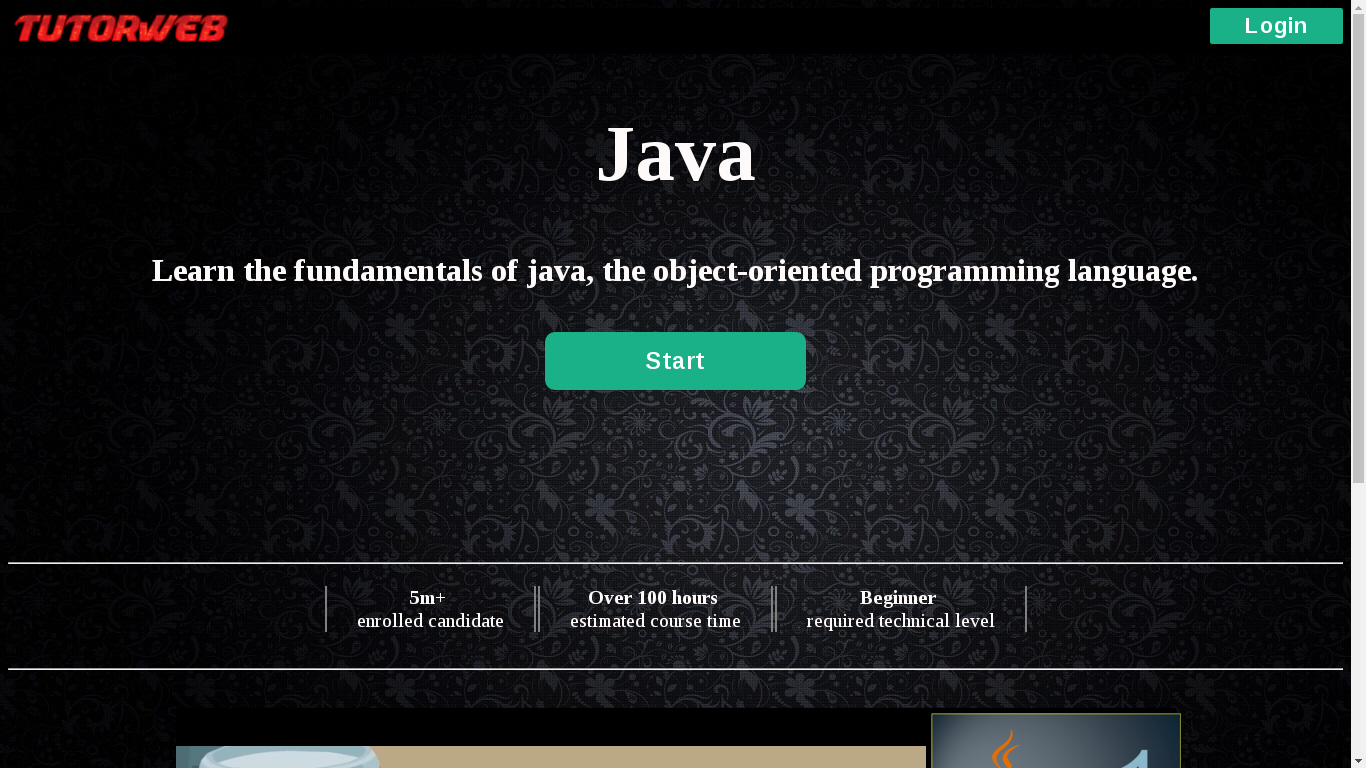 TUTORWEB
Login
Java
Learn the fundamentals of java, the object-oriented programming language.
Start
5m+
enrolled candidate
Over 100 hours
estimated course time
Beginner
required technical level